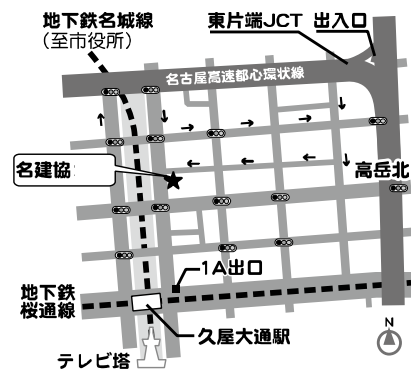 地下鉄名城線
(至市役所)
東片端JCT 出入口
名古屋高速都心環状線
名建協
高岳北
1A出口
地下鉄
桜通線
久屋大通駅
テレビ塔
N